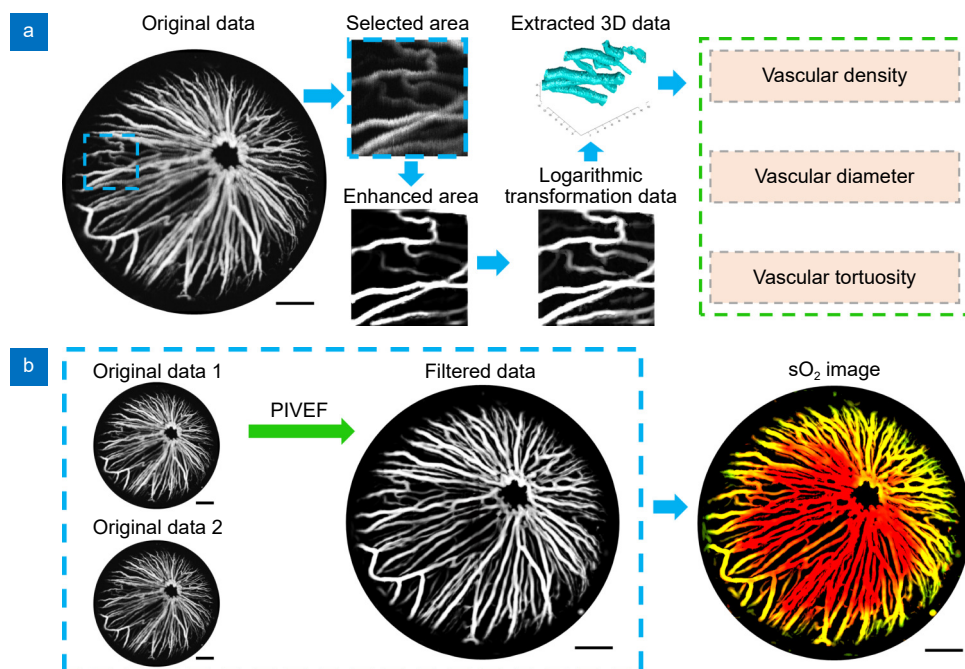 a
Original data
Selected area
Extracted 3D data
Enhanced area
Logarithmic
transformation data
Vascular density
Vascular diameter
Vascular tortuosity
b
Original data 1
PIVEF
Original data 2
Filtered data
sO₂ image